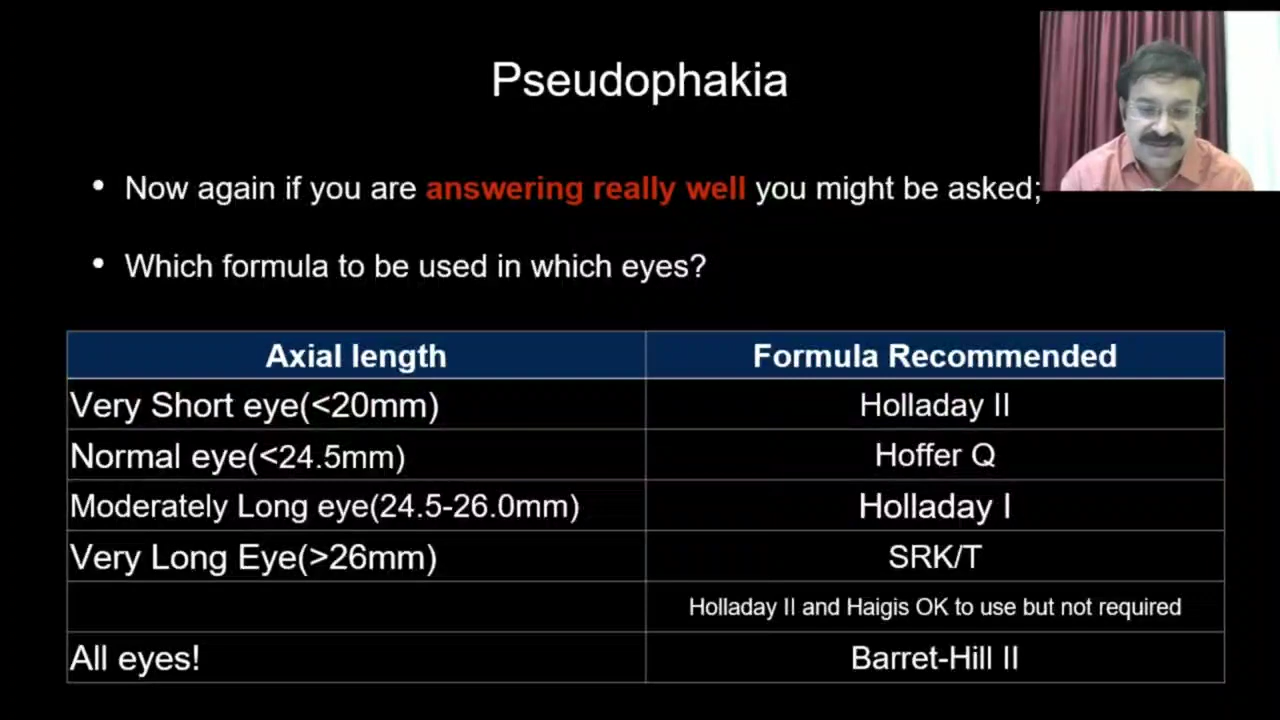 Pseudophakia
• Now again if you are answering really well you might be asked;
• Which formula to be used in which eyes?
Axial length Formula Recommended
Very Short eye(<20mm) Holladay II
Normal eye(<24.5mm) Hoffer Q
Moderately Long eye(24.5-26.0mm) Holladay I
Very Long Eye(>26mm) SRK/T
Holladay II and Haigis OK to use but not required
All eyes! Barret-Hill II